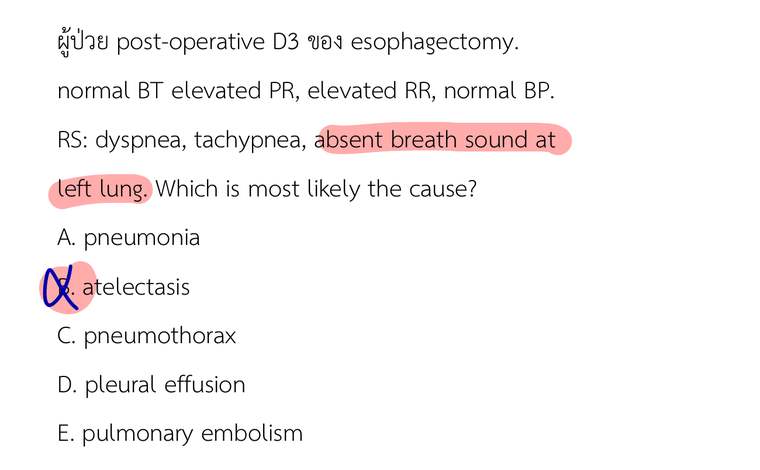 ผู้ป่วย post-operative D3 ของ esophagectomy.
normal BT elevated PR, elevated RR, normal BP.
RS: dyspnea, tachypnea, absent breath sound at
left lung. Which is most likely the cause?
A. pneumonia
B. atelectasis
C. pneumothorax
D. pleural effusion
E. pulmonary embolism